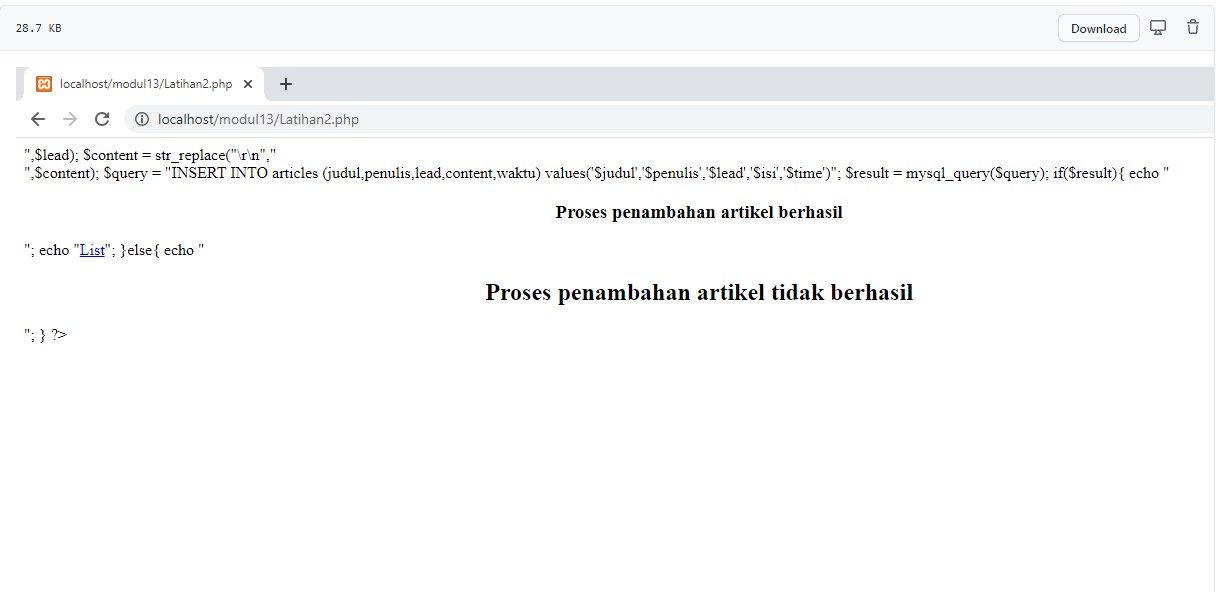 28.7 KB
Download
localhost/modul13/Latihan2.php
localhost/modul13/Latihan2.php
",$lead); $content = str_replace("\r\n","
",$content); $query = "INSERT INTO articles (judul,penulis,lead,content,waktu) values('$judul','$penulis','$lead','$isi','$time')"; $result = mysql_query($query); if($result){ echo "
Proses penambahan artikel berhasil
"; echo "List"; }else{ echo "
Proses penambahan artikel tidak berhasil
"; } ?>